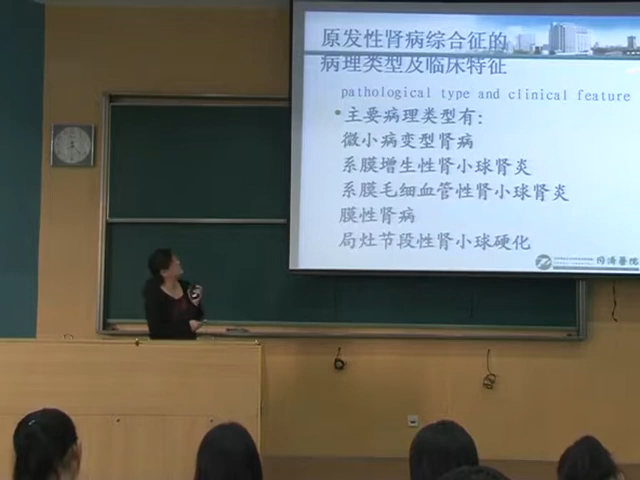 原发性肾病综合征的
病理类型及临床特征
pathological type and clinical feature
• 主要病理类型有:
微小病变型肾病
系膜增生性肾小球肾炎
系膜毛细血管性肾小球肾炎
膜性肾病
局灶节段性肾小球硬化
同济医院